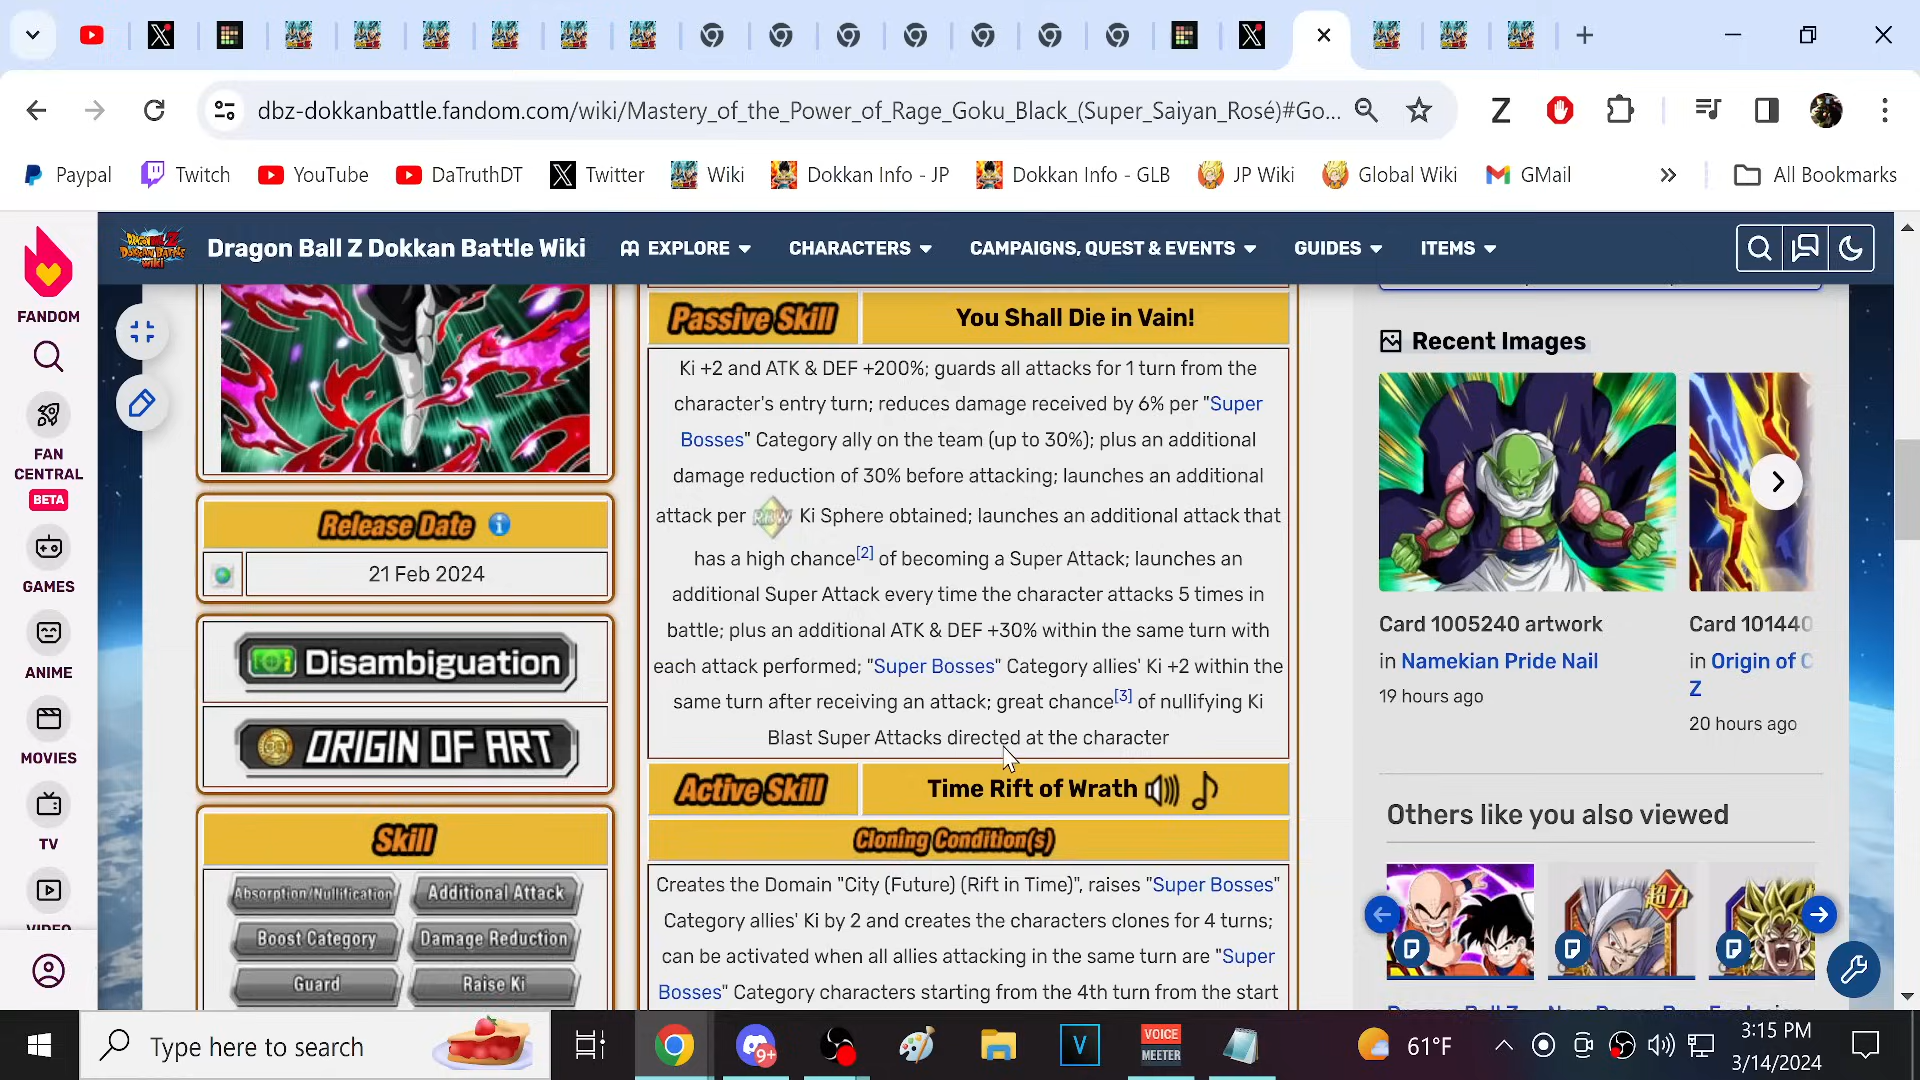 dbz-dokkanbattle.fandom.com/wiki/Mastery_of_the_Power_of_Rage_Goku_Black_(Super_Saiyan_Rosé)#Go...
Paypal
Twitch
YouTube
DaTruthDT
Twitter
Wiki
Dokkan Info - JP
Dokkan Info - GLB
JP Wiki
Global Wiki
GMail
»
All Bookmarks
Dragon Ball Z Dokkan Battle Wiki
EXPLORE
CHARACTERS
CAMPAIGNS, QUEST & EVENTS
GUIDES
ITEMS
FANDOM
FAN
CENTRAL
BETA
GAMES
ANIME
MOVIES
TV
VIDEO
Release Date
21 Feb 2024
Disambiguation
ORIGIN OF ART
Skill
Absorption/Nullification
Additional Attack
Boost Category
Damage Reduction
Guard
Raise Ki
Passive Skill
You Shall Die in Vain!
Ki +2 and ATK & DEF +200%; guards all attacks for 1 turn from the
character's entry turn; reduces damage received by 6% per "Super
Bosses" Category ally on the team (up to 30%); plus an additional
damage reduction of 30% before attacking; launches an additional
attack per RBW Ki Sphere obtained; launches an additional attack that
has a high chance[2] of becoming a Super Attack; launches an
additional Super Attack every time the character attacks 5 times in
battle; plus an additional ATK & DEF +30% within the same turn with
each attack performed; "Super Bosses" Category allies' Ki +2 within the
same turn after receiving an attack; great chance[3] of nullifying Ki
Blast Super Attacks directed at the character
Active Skill
Time Rift of Wrath
Cloning Condition(s)
Creates the Domain "City (Future) (Rift in Time)", raises "Super Bosses"
Category allies' Ki by 2 and creates the characters clones for 4 turns;
can be activated when all allies attacking in the same turn are "Super
Bosses" Category characters starting from the 4th turn from the start
Recent Images
Card 1005240 artwork
in Namekian Pride Nail
19 hours ago
Card 101440
in Origin of
Z
20 hours ago
Others like you also viewed
超力
Type here to search
9+
V
VOICE
MEETER
61°F
3:15 PM
3/14/2024